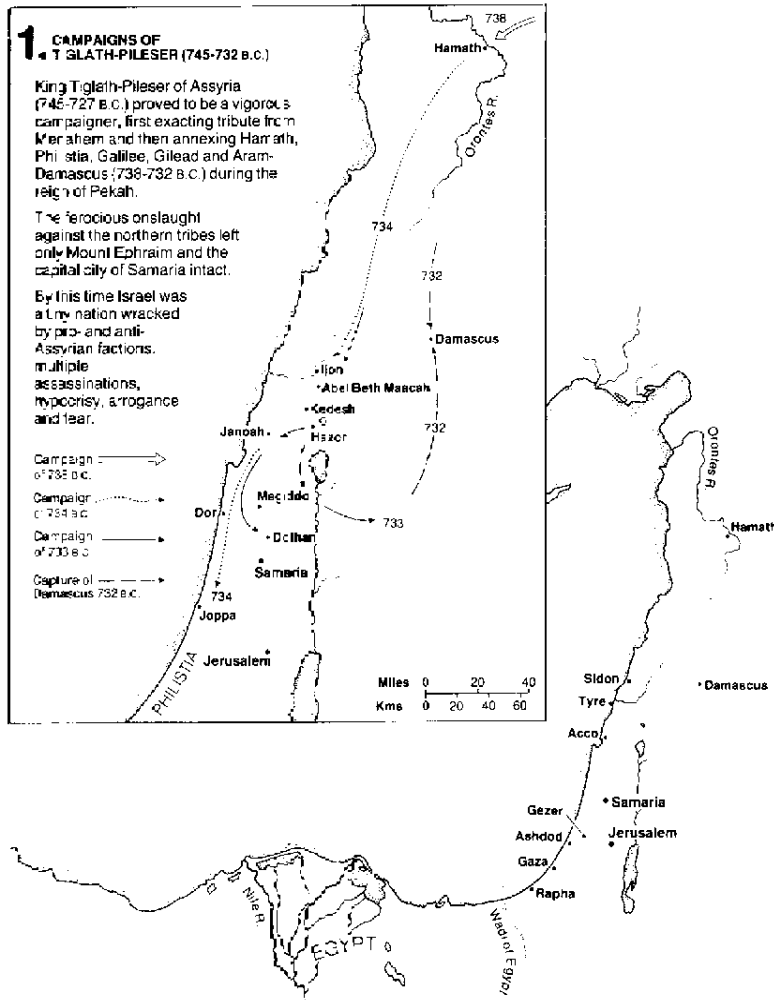 1. CAMPAIGNS OF
TIGLATH-PILESER (745-732 B.C.)
King Tiglath-Pileser of Assyria
(745-727 B.C.) proved to be a vigorous
campaigner, first exacting tribute from
Menahem and then annexing Hamath,
Philistia, Galilee, Gilead and Aram-
Damascus (738-732 B.C.) during the
reign of Pekah.
The ferocious onslaught
against the northern tribes left
only Mount Ephraim and the
capital city of Samaria intact.
By this time Israel was
a tiny nation wracked
by pro- and anti-
Assyrian factions,
multiple
assassinations,
hypocrisy, arrogance
and fear.
Campaign
of 738 B.C.
Campaign
of 734 B.C.
Campaign
of 733 B.C.
Capture of
Damascus 732 B.C.
738
Hamath
Orontes R.
734
732
Damascus
Ijon
Abel Beth Maacah
Kedesh
Janoah
Hazor
732
Megiddo
Dor
733
Dothan
Samaria
734
Joppa
Jerusalem
PHILISTIA
Miles 0 20 40
Kms 0 20 40 60
Orontes R.
Hamath
Sidon
Damascus
Tyre
Acco
Samaria
Gezer
Jerusalem
Ashdod
Gaza
Rapha
Nile R.
EGYPT
Wadi of Egypt